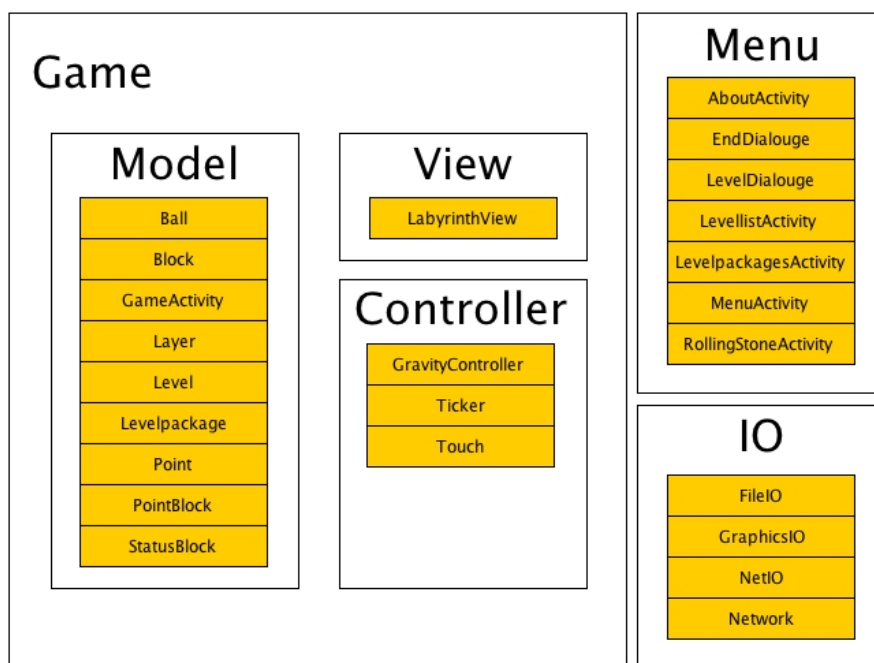 Game
Model
Ball
Block
GameActivity
Layer
Level
Levelpackage
Point
PointBlock
StatusBlock
View
LabyrinthView
Controller
GravityController
Ticker
Touch
Menu
AboutActivity
EndDialouge
LevelDialouge
LevellistActivity
LevelpackagesActivity
MenuActivity
RollingStoneActivity
IO
FileIO
GraphicsIO
NetIO
Network